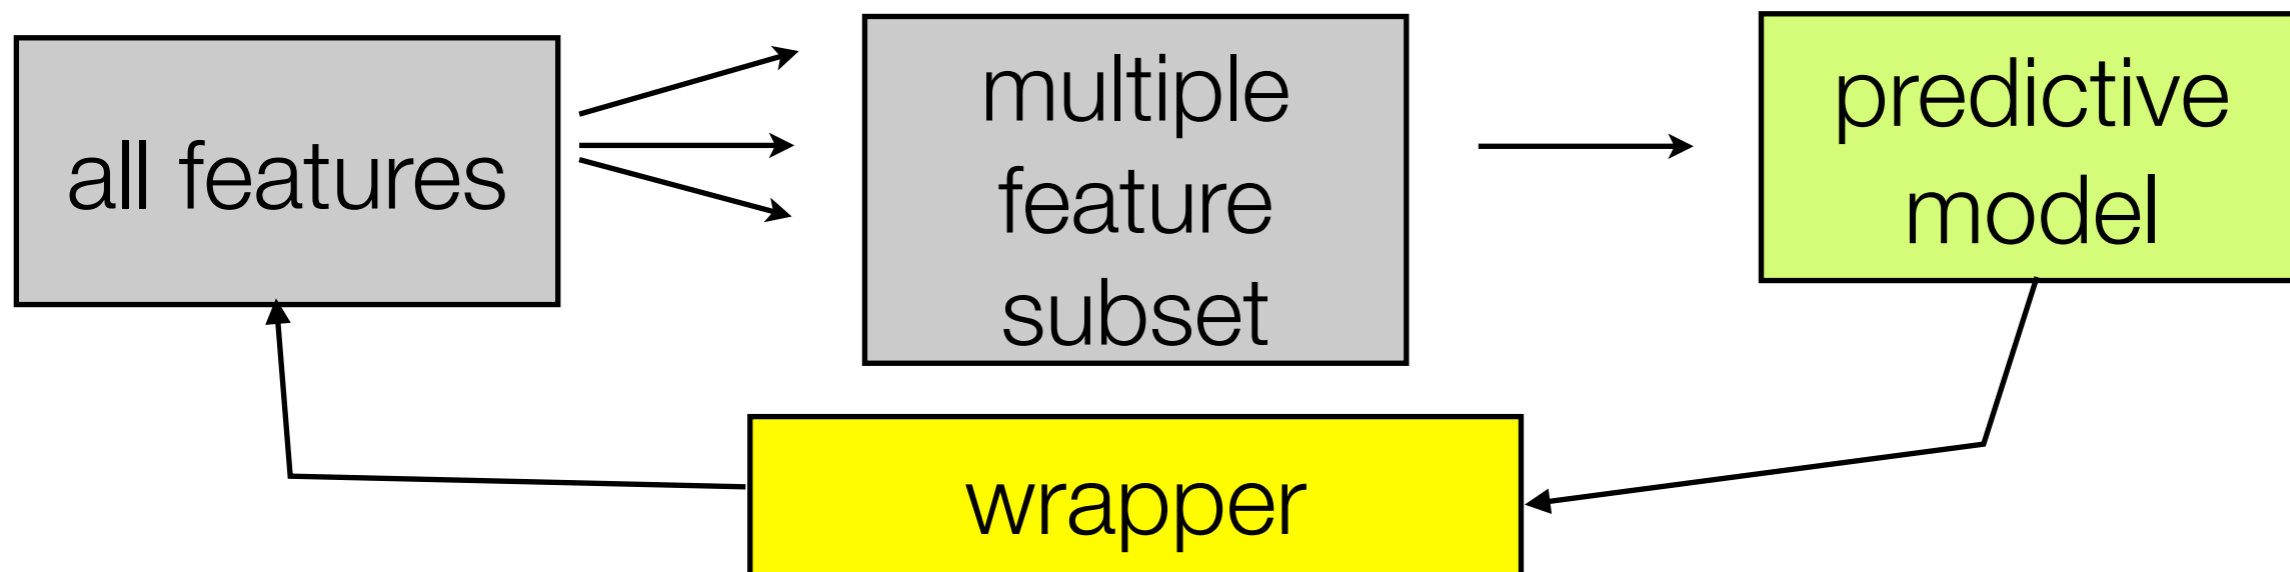 all features
multiple
feature
subset
predictive
model
wrapper